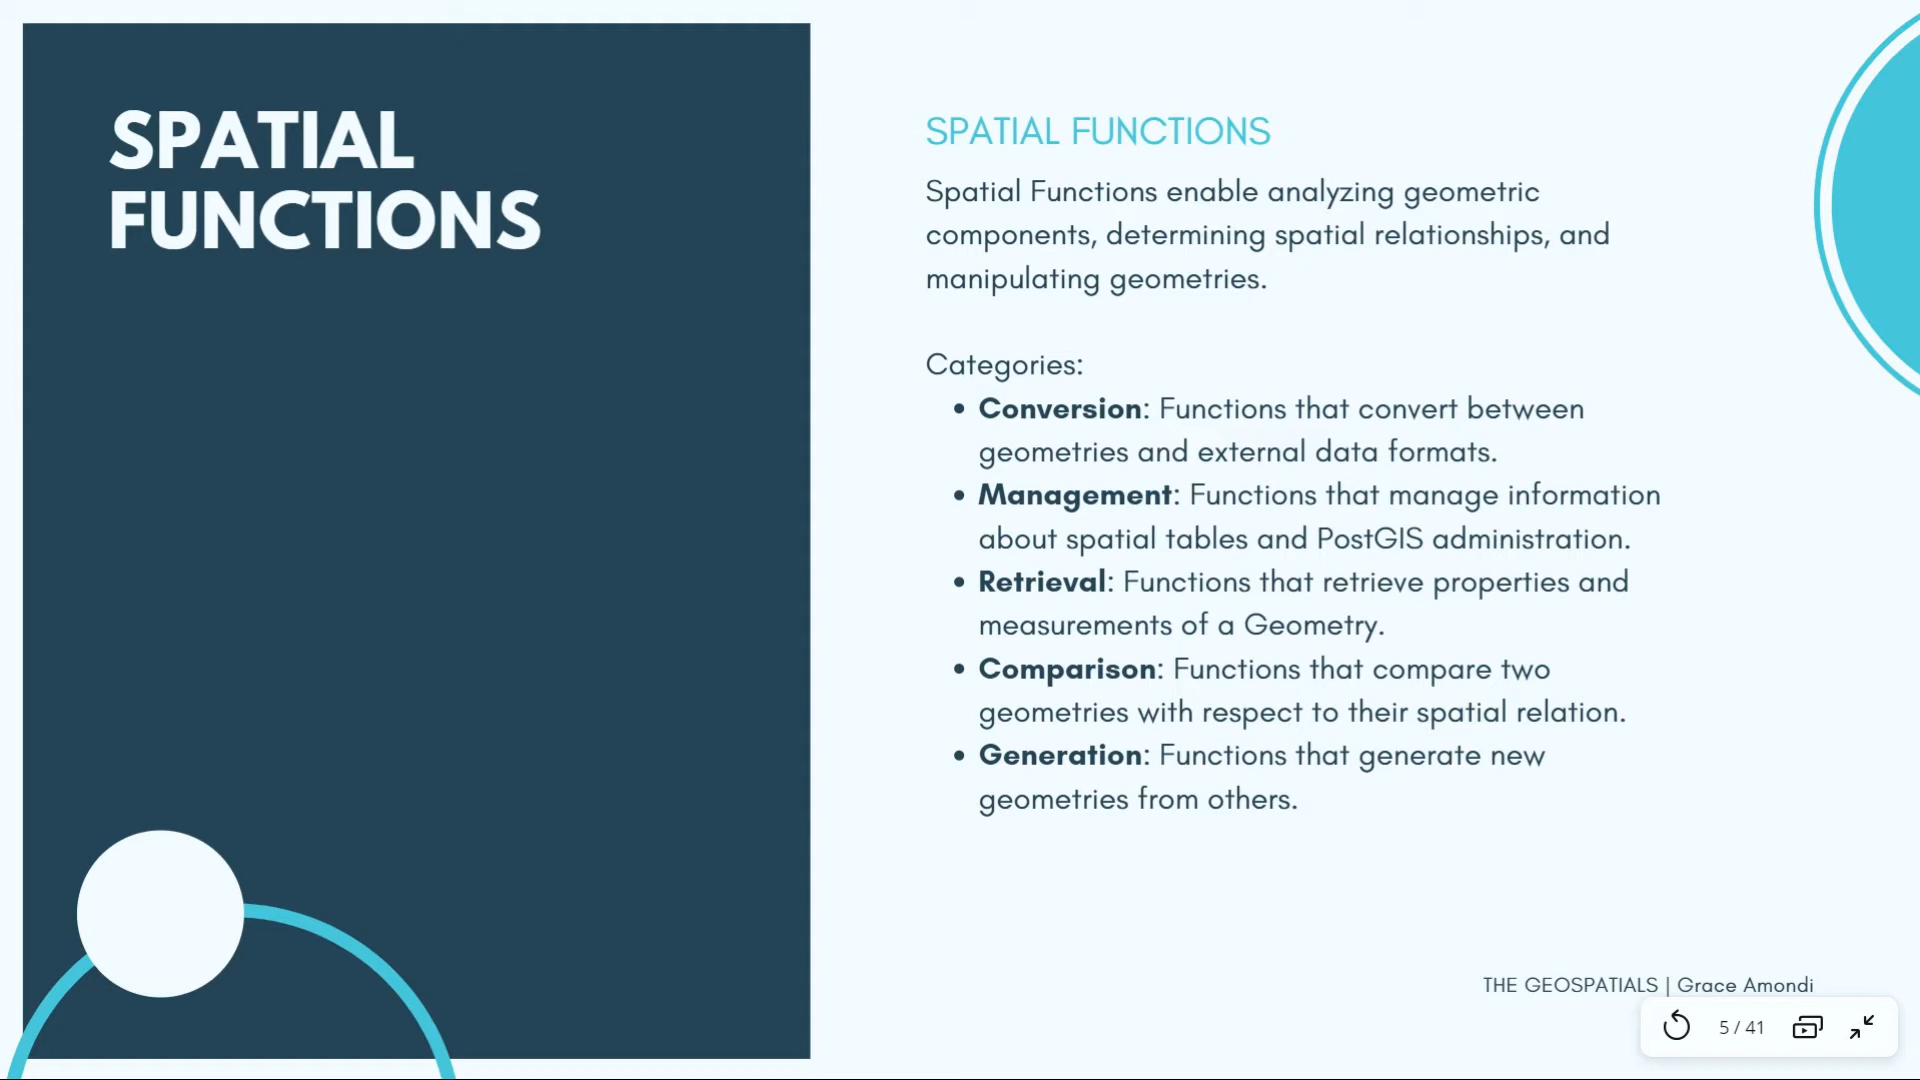 SPATIAL
FUNCTIONS
SPATIAL FUNCTIONS
Spatial Functions enable analyzing geometric
components, determining spatial relationships, and
manipulating geometries.
Categories:
• Conversion: Functions that convert between
geometries and external data formats.
• Management: Functions that manage information
about spatial tables and PostGIS administration.
• Retrieval: Functions that retrieve properties and
measurements of a Geometry.
• Comparison: Functions that compare two
geometries with respect to their spatial relation.
• Generation: Functions that generate new
geometries from others.
THE GEOSPATIALS | Grace Amondi
5 / 41